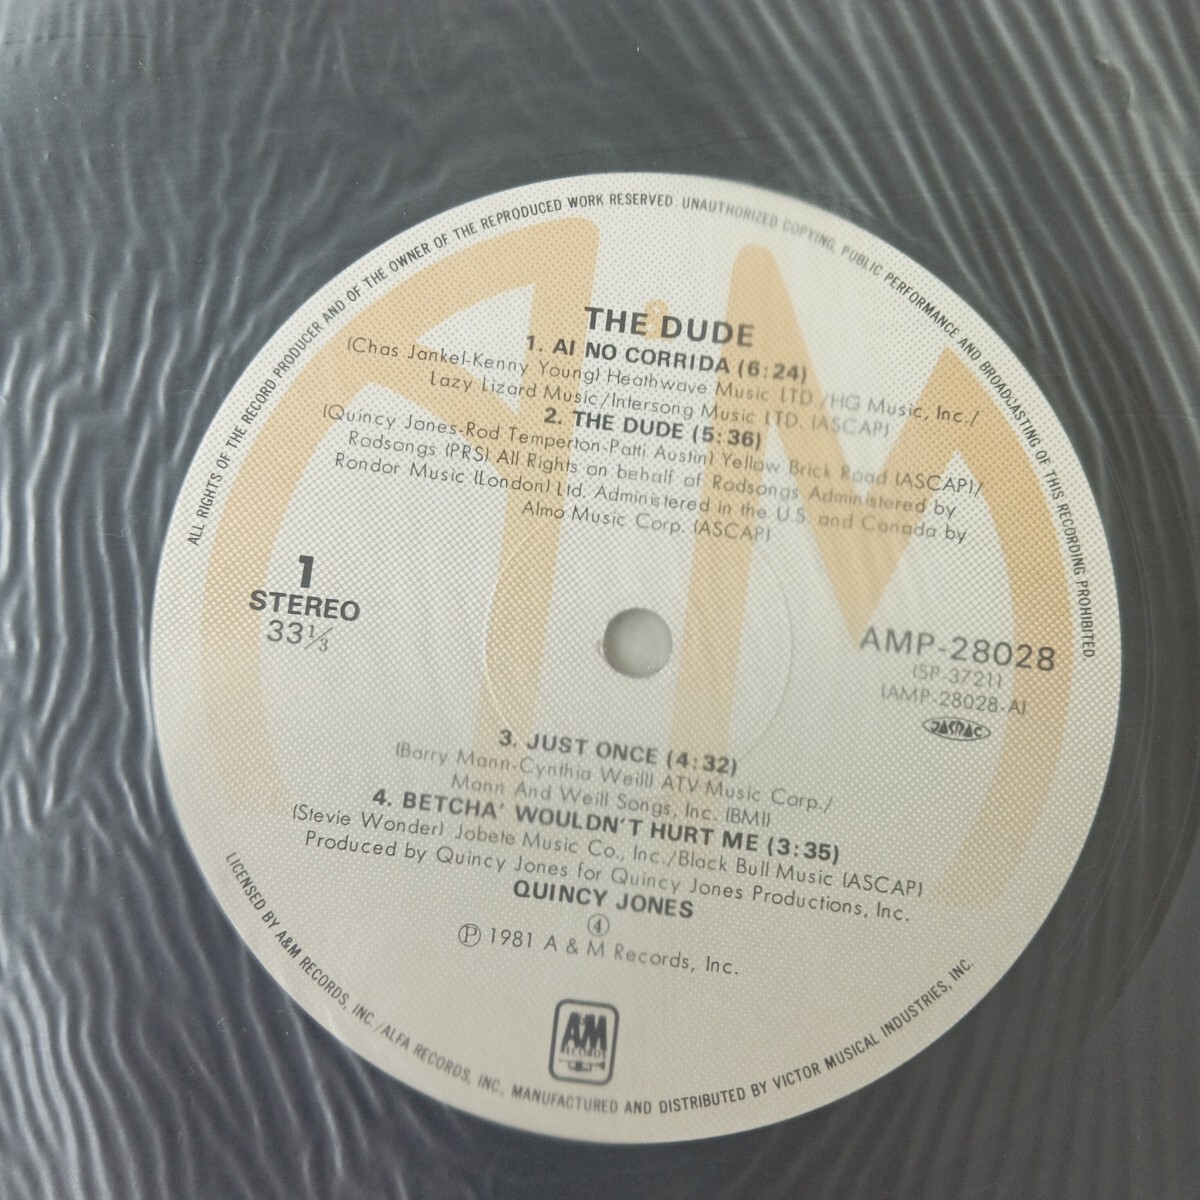 ALL RIGHTS OF THE RECORD PRODUCER AND OF THE OWNER OF THE REPRODUCED WORK RESERVED. UNAUTHORIZED COPYING, PUBLIC PERFORMANCE AND BROADCASTING OF THIS RECORDING PROHIBITED.
THE DUDE
1. AI NO CORRIDA (6:24)
(Chas Jankel-Kenny Young) Heathwave Music LTD./HG Music, Inc./
Lazy Lizard Music/Intersong Music LTD. (ASCAP)
2. THE DUDE (5:36)
(Quincy Jones-Rod Temperton-Patti Austin) Yellow Brick Road (ASCAP)/
Rodsongs (PRS) All Rights on behalf of Rodsongs Administered by
Rondor Music (London) Ltd. Administered in the U.S. and Canada by
Almo Music Corp. (ASCAP)
1
STEREO
33⅓
AMP-28028
(SP-3721)
(AMP-28028-A)
JASRAC
3. JUST ONCE (4:32)
(Barry Mann-Cynthia Weill) ATV Music Corp./
Mann And Weill Songs, Inc. (BMI)
4. BETCHA' WOULDN'T HURT ME (3:35)
(Stevie Wonder) Jobete Music Co., Inc./Black Bull Music (ASCAP)
Produced by Quincy Jones for Quincy Jones Productions, Inc.
QUINCY JONES
④
℗ 1981 A & M Records, Inc.
A&M
RECORDS
LICENSED BY A&M RECORDS, INC./ALFA RECORDS, INC., MANUFACTURED AND DISTRIBUTED BY VICTOR MUSICAL INDUSTRIES, INC.